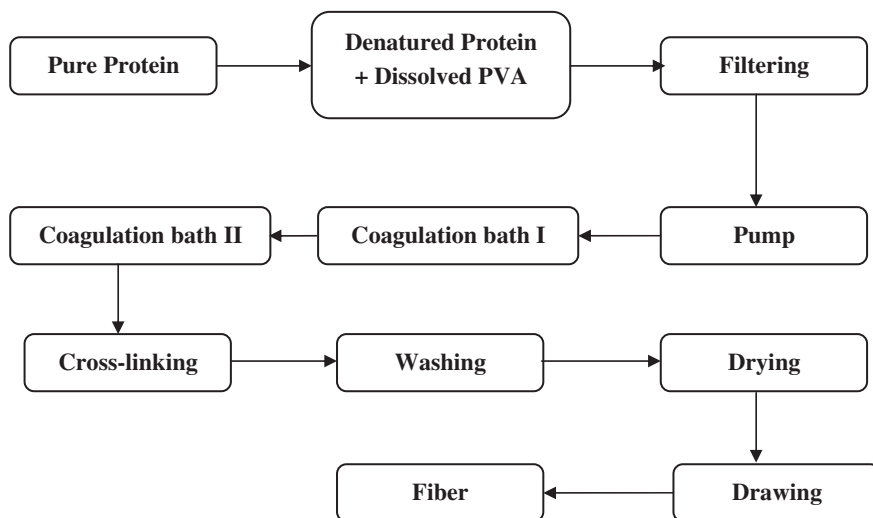 Pure Protein
Denatured Protein
+ Dissolved PVA
Filtering
Pump
Coagulation bath I
Coagulation bath II
Cross-linking
Washing
Drying
Drawing
Fiber